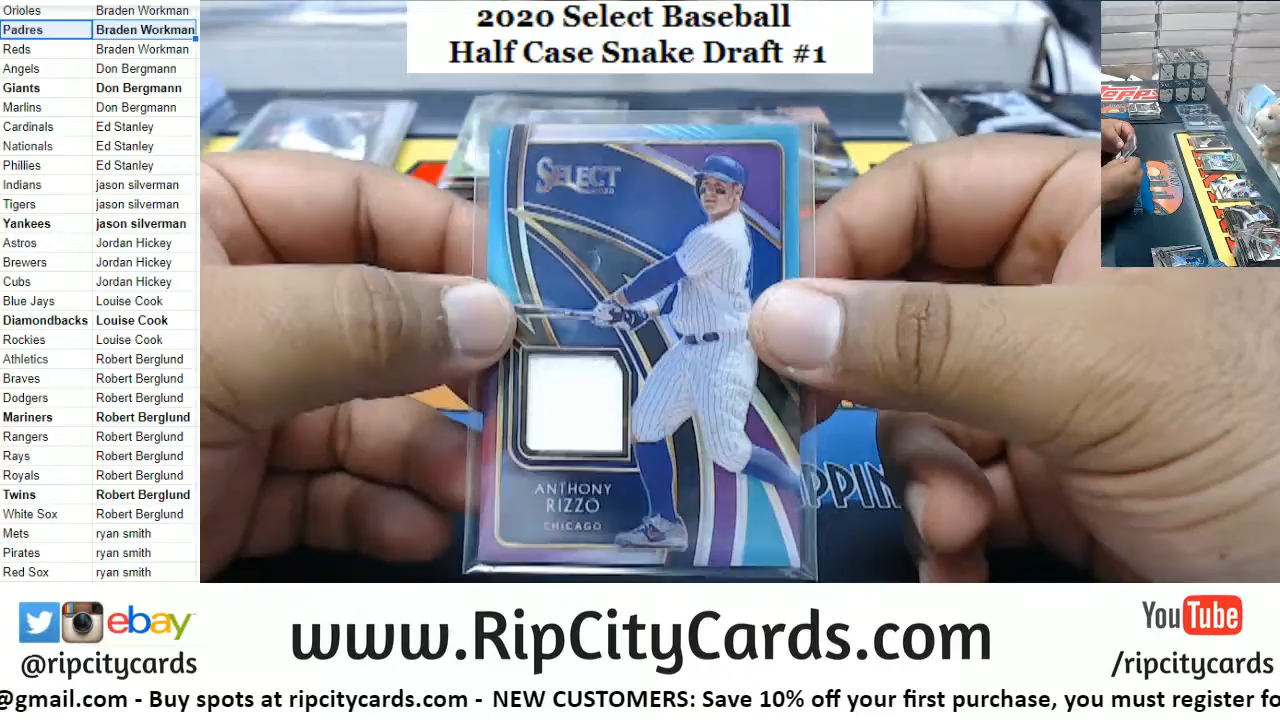 Orioles Braden Workman
Padres Braden Workman
Reds Braden Workman
Angels Don Bergmann
Giants Don Bergmann
Marlins Don Bergmann
Cardinals Ed Stanley
Nationals Ed Stanley
Phillies Ed Stanley
Indians jason silverman
Tigers jason silverman
Yankees jason silverman
Astros Jordan Hickey
Brewers Jordan Hickey
Cubs Jordan Hickey
Blue Jays Louise Cook
Diamondbacks Louise Cook
Rockies Louise Cook
Athletics Robert Berglund
Braves Robert Berglund
Dodgers Robert Berglund
Mariners Robert Berglund
Rangers Robert Berglund
Rays Robert Berglund
Royals Robert Berglund
Twins Robert Berglund
White Sox Robert Berglund
Mets ryan smith
Pirates ryan smith
Red Sox ryan smith
2020 Select Baseball
Half Case Snake Draft #1
SELECT
ANTHONY
RIZZO
CHICAGO
PPIN
TOPPS
ebay
@ripcitycards
www.RipCityCards.com
YouTube
/ripcitycards
@gmail.com - Buy spots at ripcitycards.com - NEW CUSTOMERS: Save 10% off your first purchase, you must register fo